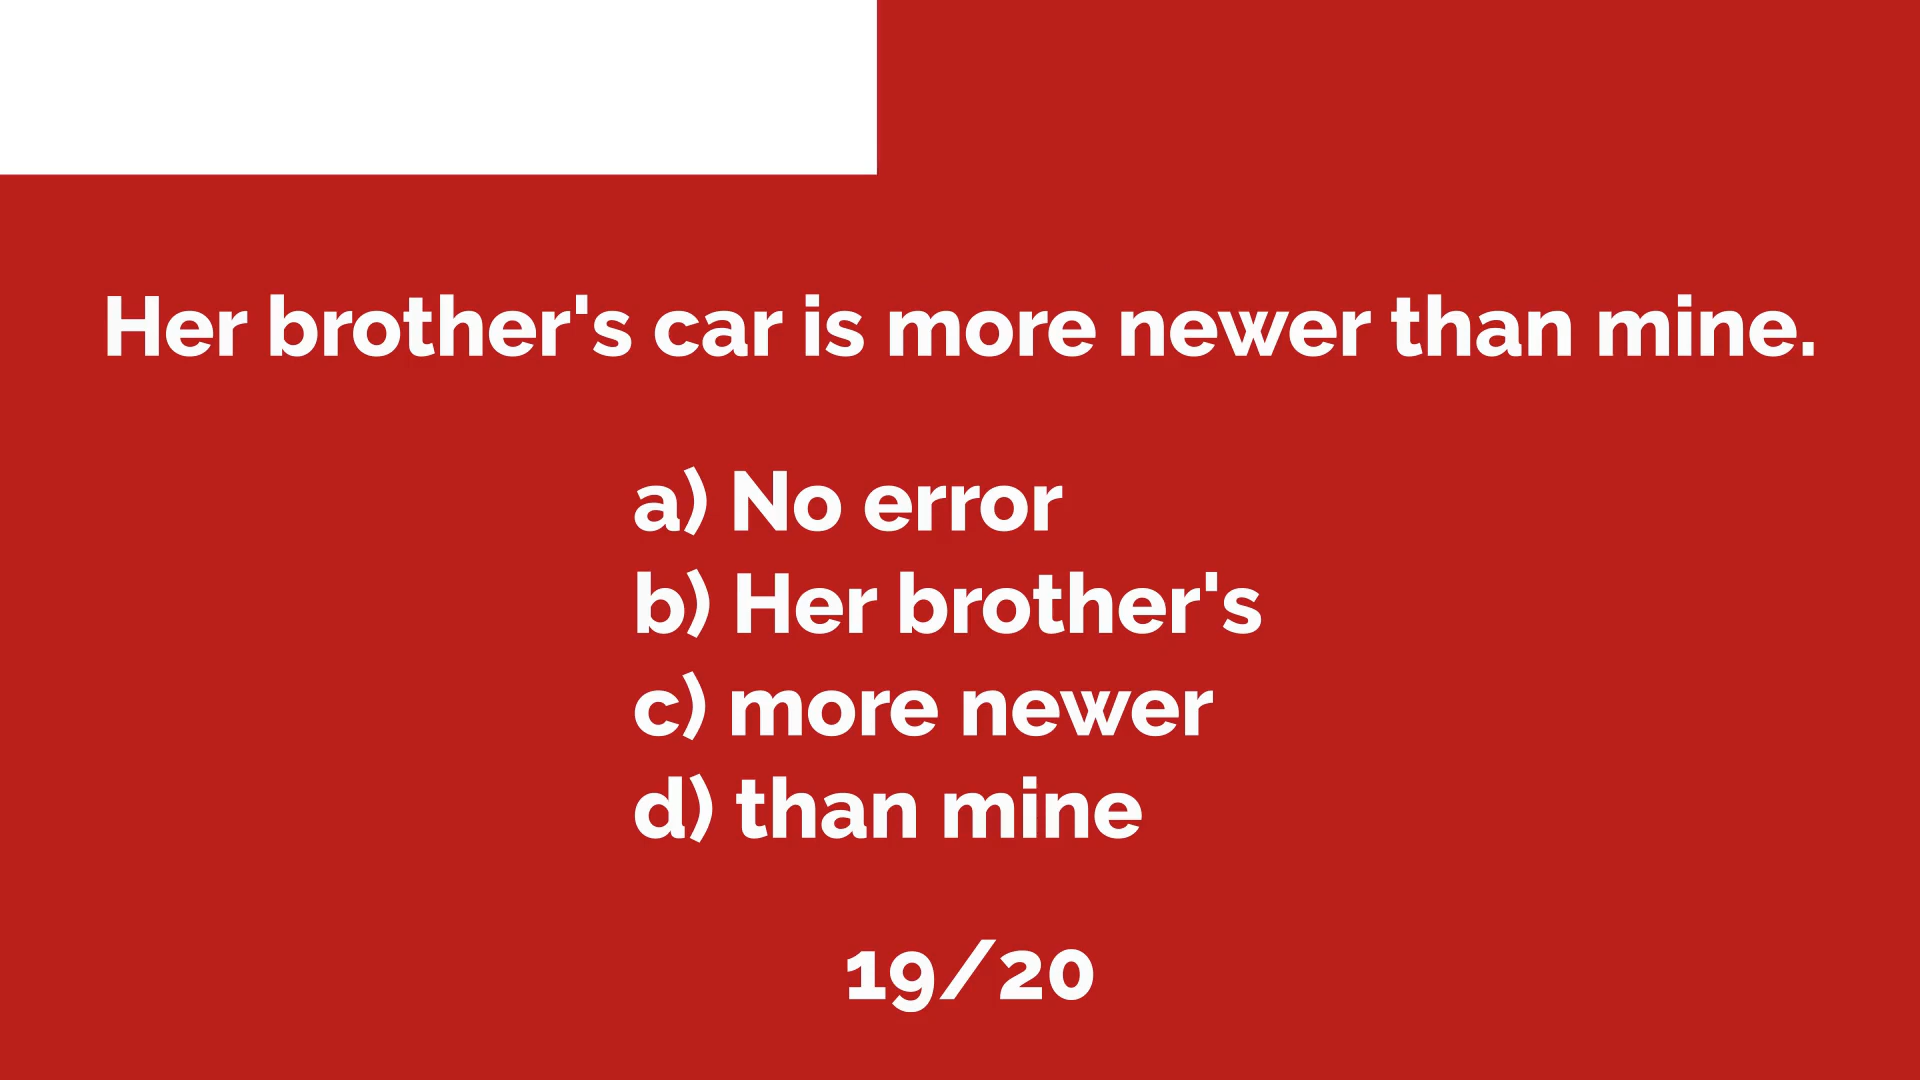 Her brother's car is more newer than mine.
a) No error
b) Her brother's
c) more newer
d) than mine
19/20